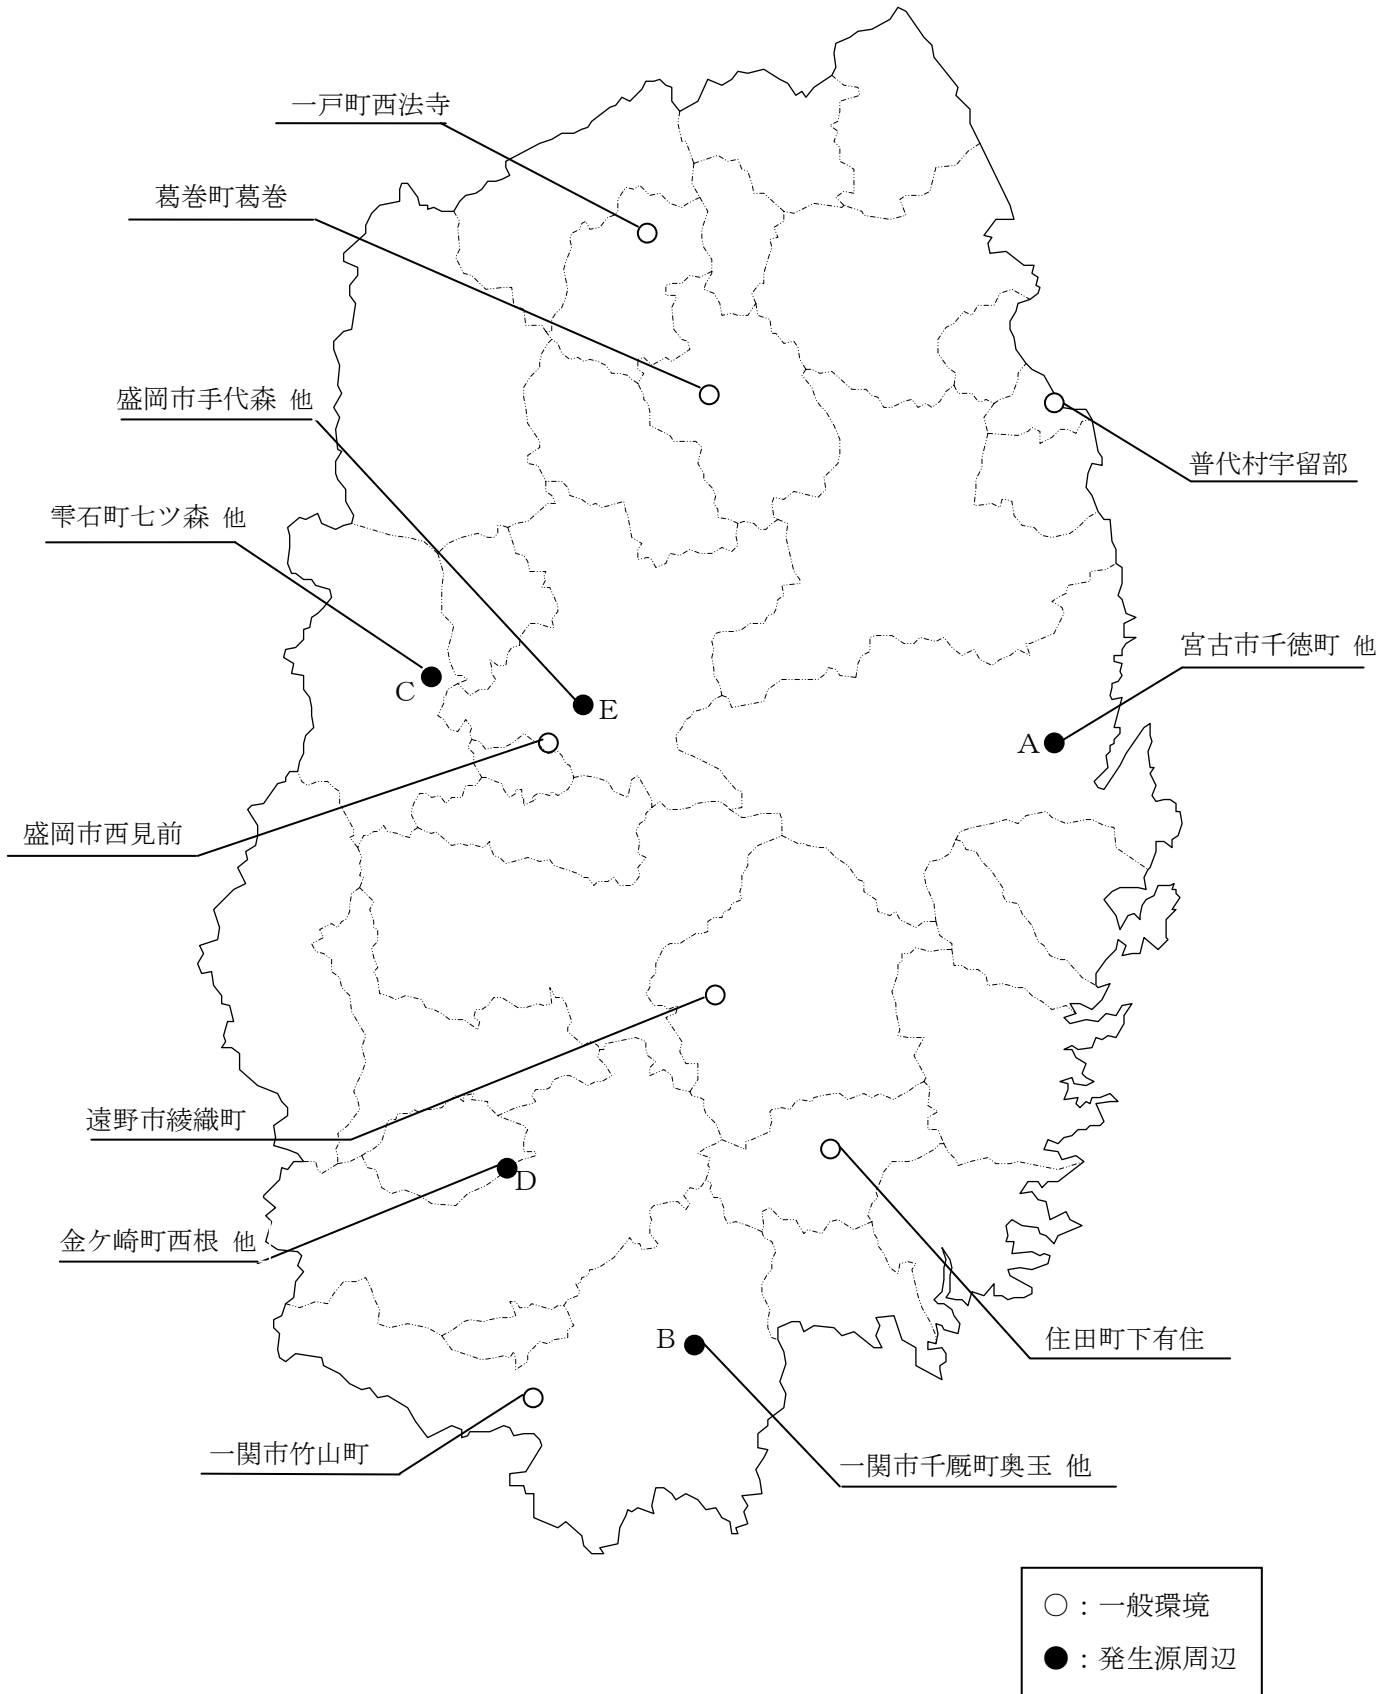 一戸町西法寺
葛巻町葛巻
盛岡市手代森 他
普代村宇留部
雫石町七ツ森 他
宮古市千徳町 他
C
E
A
盛岡市西見前
遠野市綾織町
D
金ケ崎町西根 他
B
住田町下有住
一関市竹山町
一関市千厩町奥玉 他
○：一般環境
●：発生源周辺